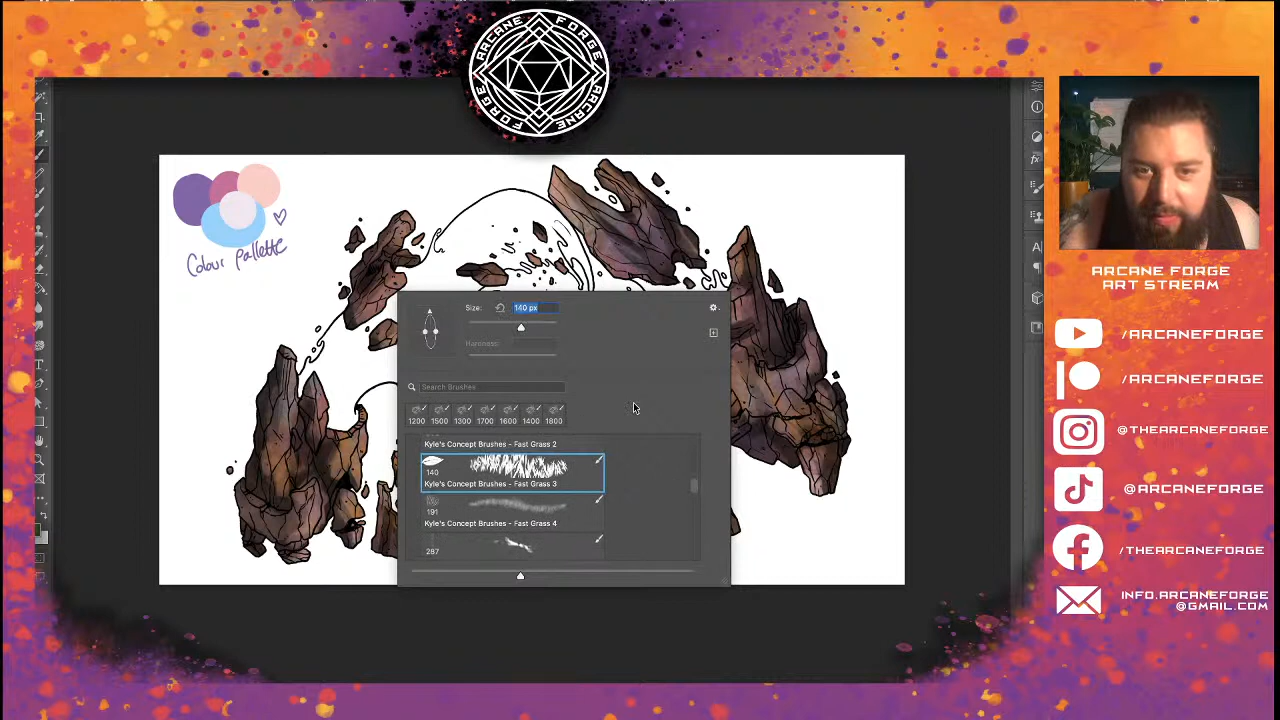 ARCANE FORGE
ARCANE FORGE
Colour pallette
Size:
140 px
Hardness:
Search Brushes
1200 1500 1300 1700 1600 1400 1800
Kyle's Concept Brushes - Fast Grass 2
140
Kyle's Concept Brushes - Fast Grass 3
191
Kyle's Concept Brushes - Fast Grass 4
287
ARCANE FORGE
ART STREAM
/ARCANEFORGE
/ARCANEFORGE
@THEARCANEFORGE
@ARCANEFORGE
/THEARCANEFORGE
INFO.ARCANEFORGE
@GMAIL.COM